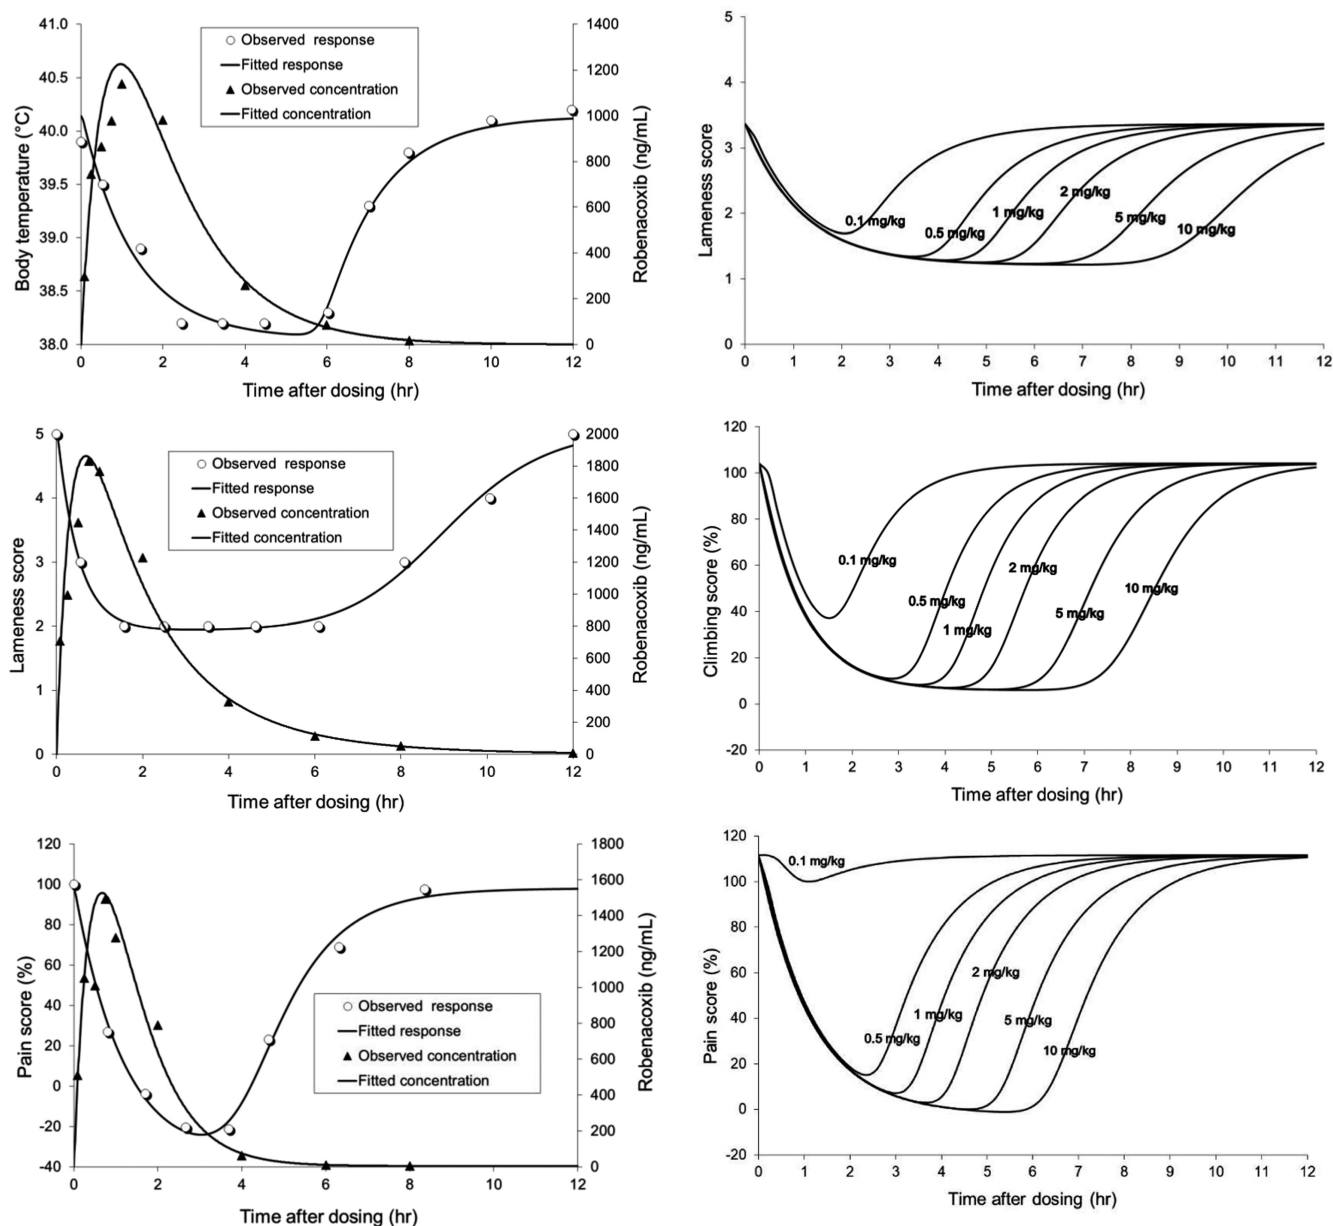 41.0
40.5
40.0
39.5
39.0
38.5
38.0
Body temperature (°C)
1400
1200
1000
800
600
400
200
0
Robenacoxib (ng/mL)
Observed response
Fitted response
Observed concentration
Fitted concentration
0 2 4 6 8 10 12
Time after dosing (hr)
5
4
3
2
1
0
Lameness score
0.1 mg/kg
0.5 mg/kg
1 mg/kg
2 mg/kg
5 mg/kg
10 mg/kg
0 1 2 3 4 5 6 7 8 9 10 11 12
Time after dosing (hr)
5
4
3
2
1
0
Lameness score
2000
1800
1600
1400
1200
1000
800
600
400
200
0
Robenacoxib (ng/mL)
Observed response
Fitted response
Observed concentration
Fitted concentration
0 2 4 6 8 10 12
Time after dosing (hr)
120
100
80
60
40
20
0
-20
Climbing score (%)
0.1 mg/kg
0.5 mg/kg
1 mg/kg
2 mg/kg
5 mg/kg
10 mg/kg
0 1 2 3 4 5 6 7 8 9 10 11 12
Time after dosing (hr)
120
100
80
60
40
20
0
-20
-40
Pain score (%)
1800
1600
1400
1200
1000
800
600
400
200
0
Robenacoxib (ng/mL)
Observed response
Fitted response
Observed concentration
Fitted concentration
0 2 4 6 8 10 12
Time after dosing (hr)
120
100
80
60
40
20
0
-20
Pain score (%)
0.1 mg/kg
0.5 mg/kg
1 mg/kg
2 mg/kg
5 mg/kg
10 mg/kg
0 1 2 3 4 5 6 7 8 9 10 11 12
Time after dosing (hr)